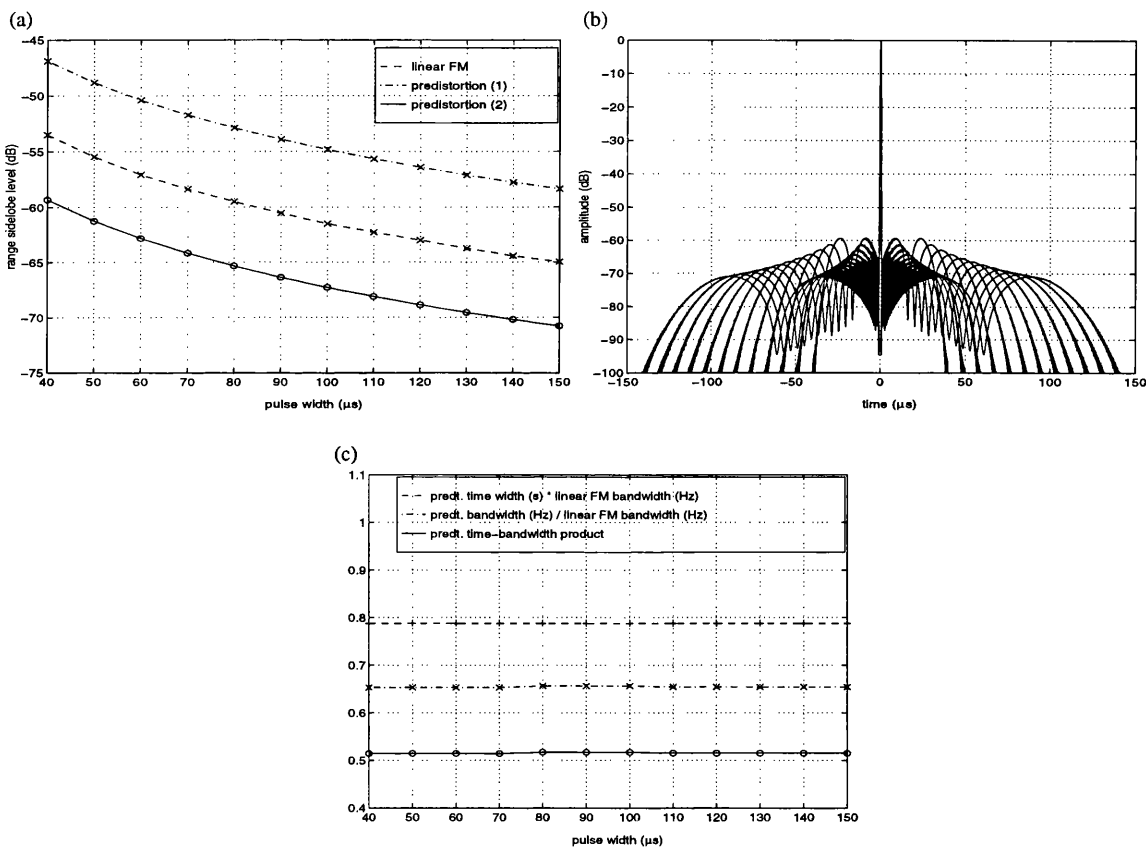 (a)
-45
-50
-55
-60
-65
-70
-75
range sidelobe level (dB)
linear FM
predistortion (1)
predistortion (2)
40 50 60 70 80 90 100 110 120 130 140 150
pulse width (μs)
(b)
0
-10
-20
-30
-40
-50
-60
-70
-80
-90
-100
amplitude (dB)
-150 -100 -50 0 50 100 150
time (μs)
(c)
1.1
1
0.9
0.8
0.7
0.6
0.5
0.4
predt. time width (s) * linear FM bandwidth (Hz)
predt. bandwidth (Hz) / linear FM bandwidth (Hz)
predt. time-bandwidth product
40 50 60 70 80 90 100 110 120 130 140 150
pulse width (μs)